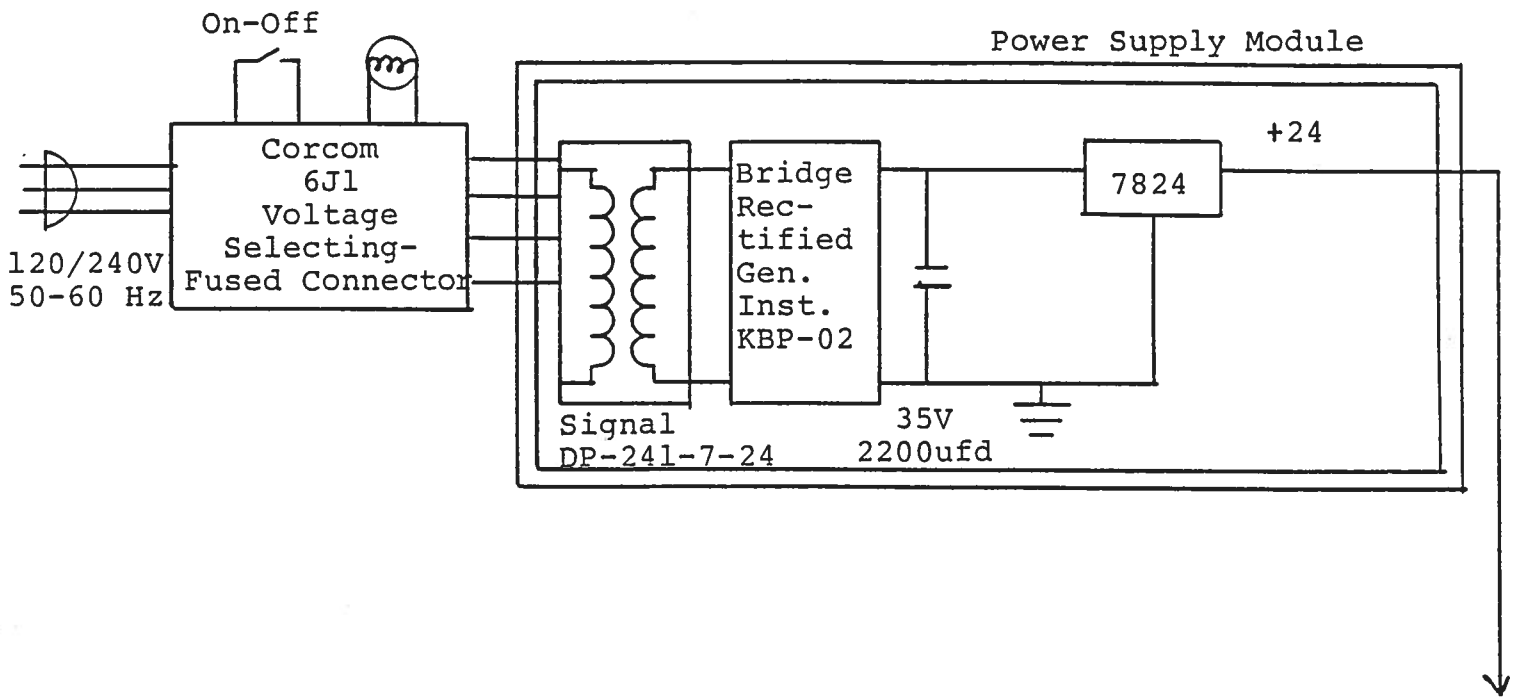 On-Off
Power Supply Module
Corcom
6J1
Voltage
Selecting-
Fused Connector
120/240V
50-60 Hz
Signal
DP-241-7-24
Bridge
Rec-
tified
Gen.
Inst.
KBP-02
35V
2200ufd
7824
+24